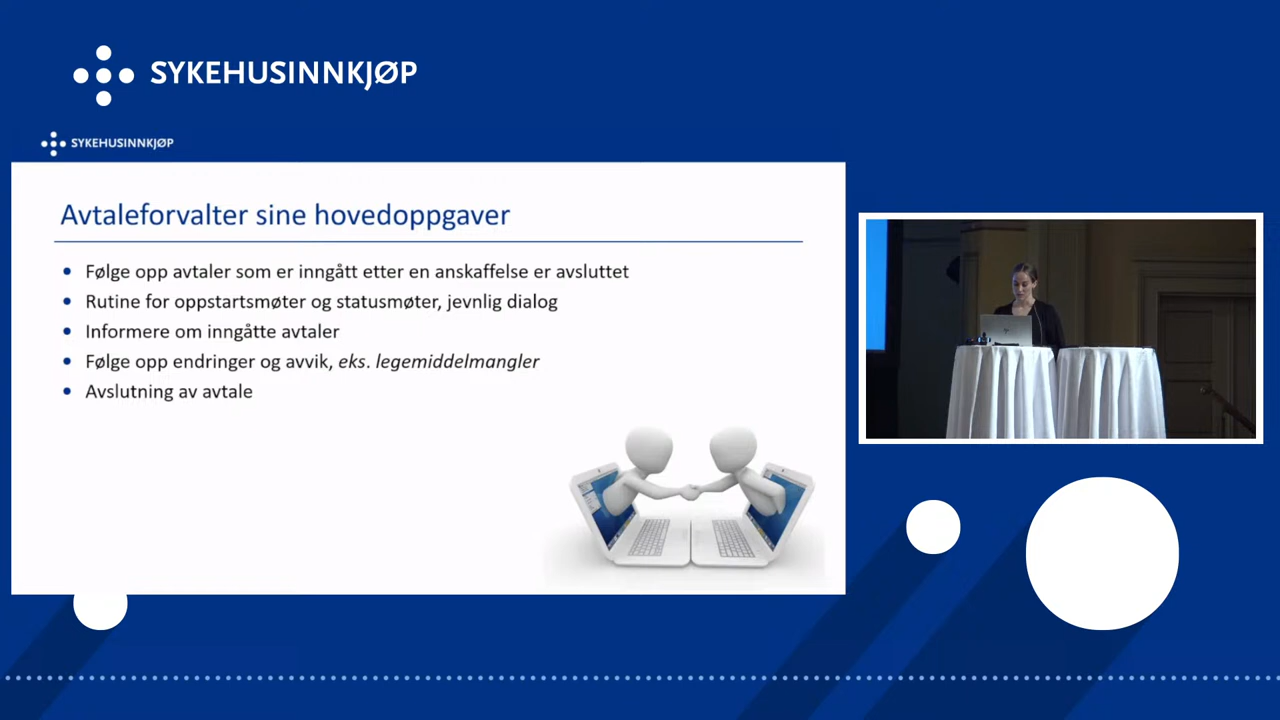 SYKEHUSINNKJØP
SYKEHUSINNKJØP
Avtaleforvalter sine hovedoppgaver
• Følge opp avtaler som er inngått etter en anskaffelse er avsluttet
• Rutine for oppstartsmøter og statusmøter, jevnlig dialog
• Informere om inngåtte avtaler
• Følge opp endringer og avvik, eks. legemiddelmangler
• Avslutning av avtale